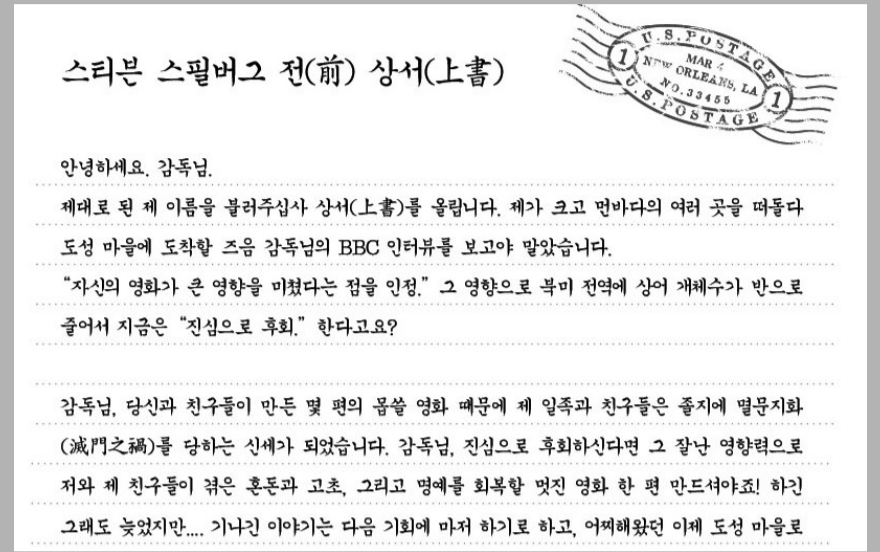 스티븐 스필버그 전(前) 상서(上書)
U.S.POSTAGE
1
MAR 4
NEW ORLEANS, LA
NO.33455
1
U.S.POSTAGE
안녕하세요. 감독님.
제대로 된 제 이름을 불러주십사 상서(上書)를 올립니다. 제가 크고 먼바다의 여러 곳을 떠돌다
도성 마을에 도착할 즈음 감독님의 BBC 인터뷰를 보고야 말았습니다.
“자신의 영화가 큰 영향을 미쳤다는 점을 인정.” 그 영향으로 북미 전역에 상어 개체수가 반으로
줄어서 지금은 “진심으로 후회.” 한다고요?
감독님, 당신과 친구들이 만든 몇 편의 몹쓸 영화 때문에 제 일족과 친구들은 졸지에 멸문지화
(滅門之禍)를 당하는 신세가 되었습니다. 감독님, 진심으로 후회하신다면 그 잘난 영향력으로
저와 제 친구들이 겪은 혼돈과 고초, 그리고 명예를 회복할 멋진 영화 한 편 만드셔야죠! 하긴
그래도 늦었지만.... 기나긴 이야기는 다음 기회에 마저 하기로 하고, 어찌해왔던 이제 도성 마을로